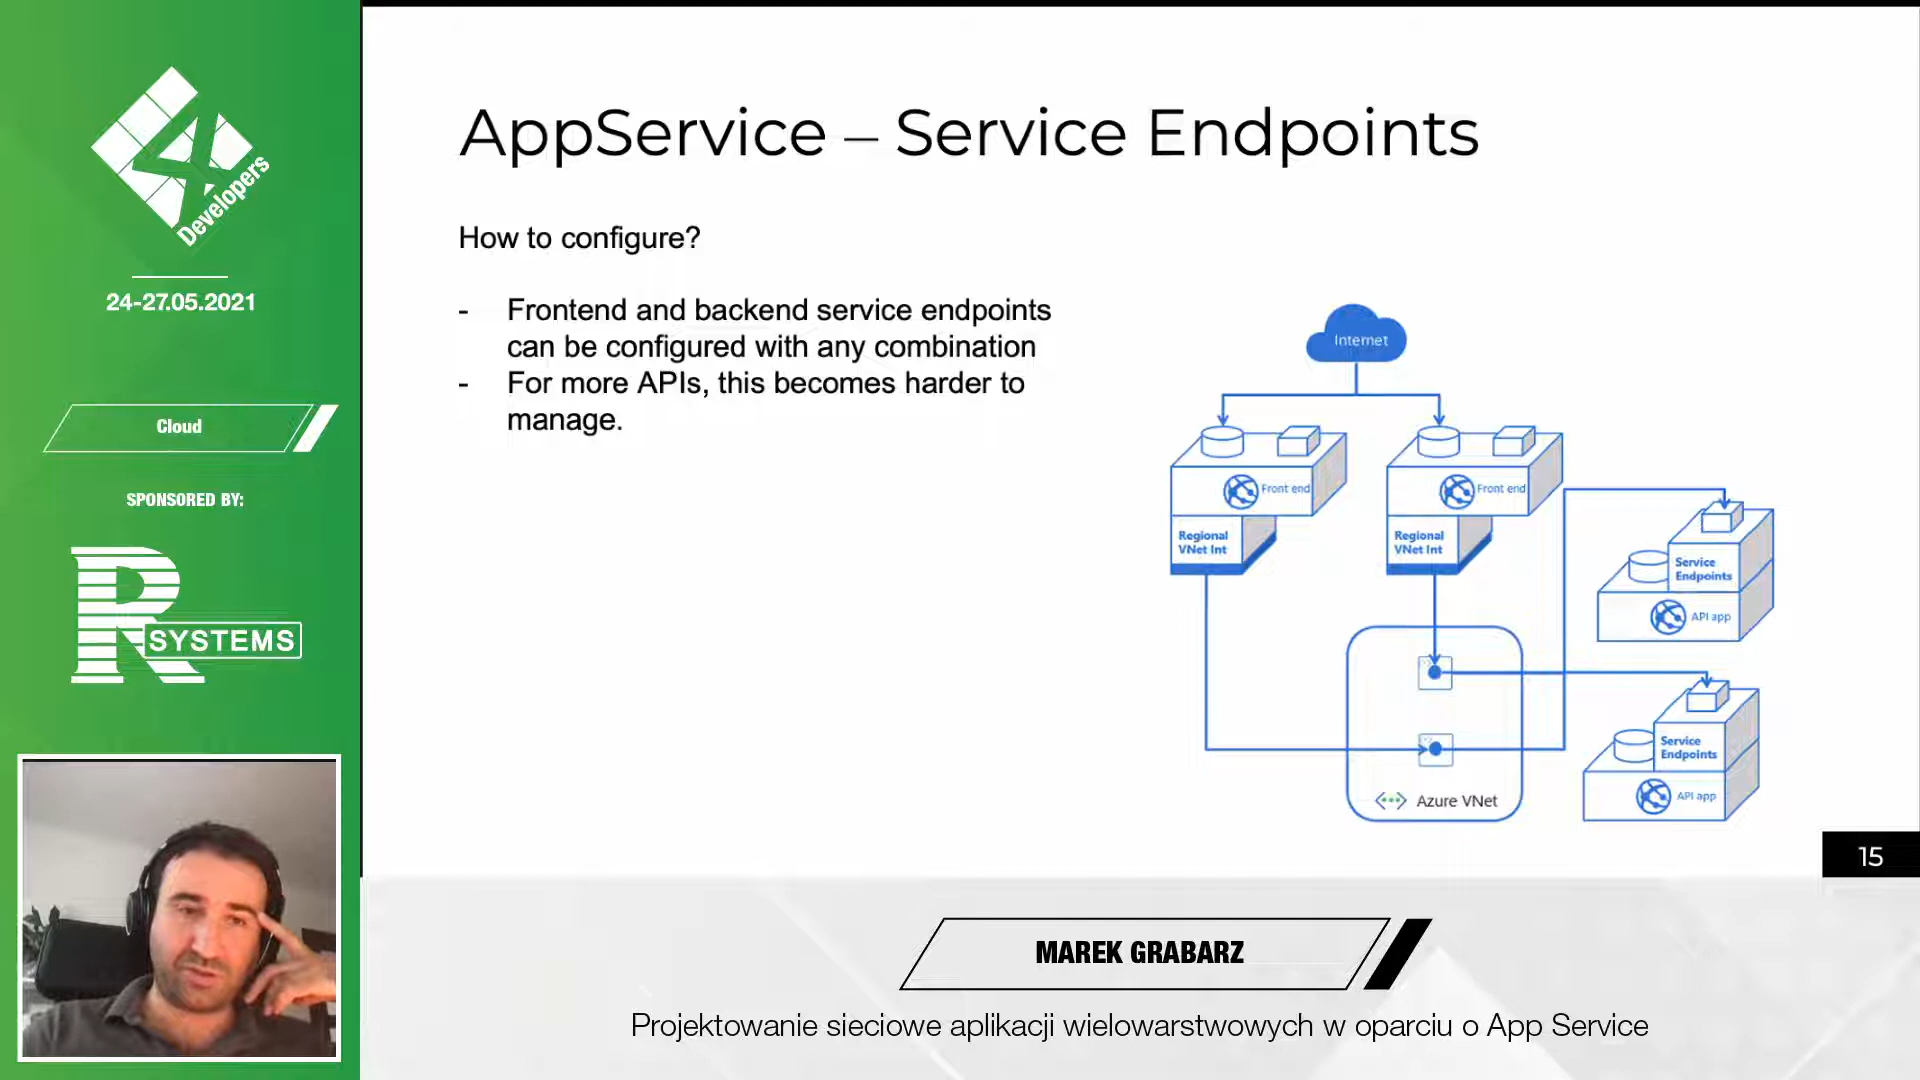 4
Developers
24-27.05.2021
Cloud
SPONSORED BY:
R SYSTEMS
AppService – Service Endpoints
How to configure?
- Frontend and backend service endpoints
can be configured with any combination
- For more APIs, this becomes harder to
manage.
Internet
Front end
Front end
Regional
VNet Int
Regional
VNet Int
Service
Endpoints
API app
Service
Endpoints
API app
Azure VNet
15
MAREK GRABARZ
Projektowanie sieciowe aplikacji wielowarstwowych w oparciu o App Service